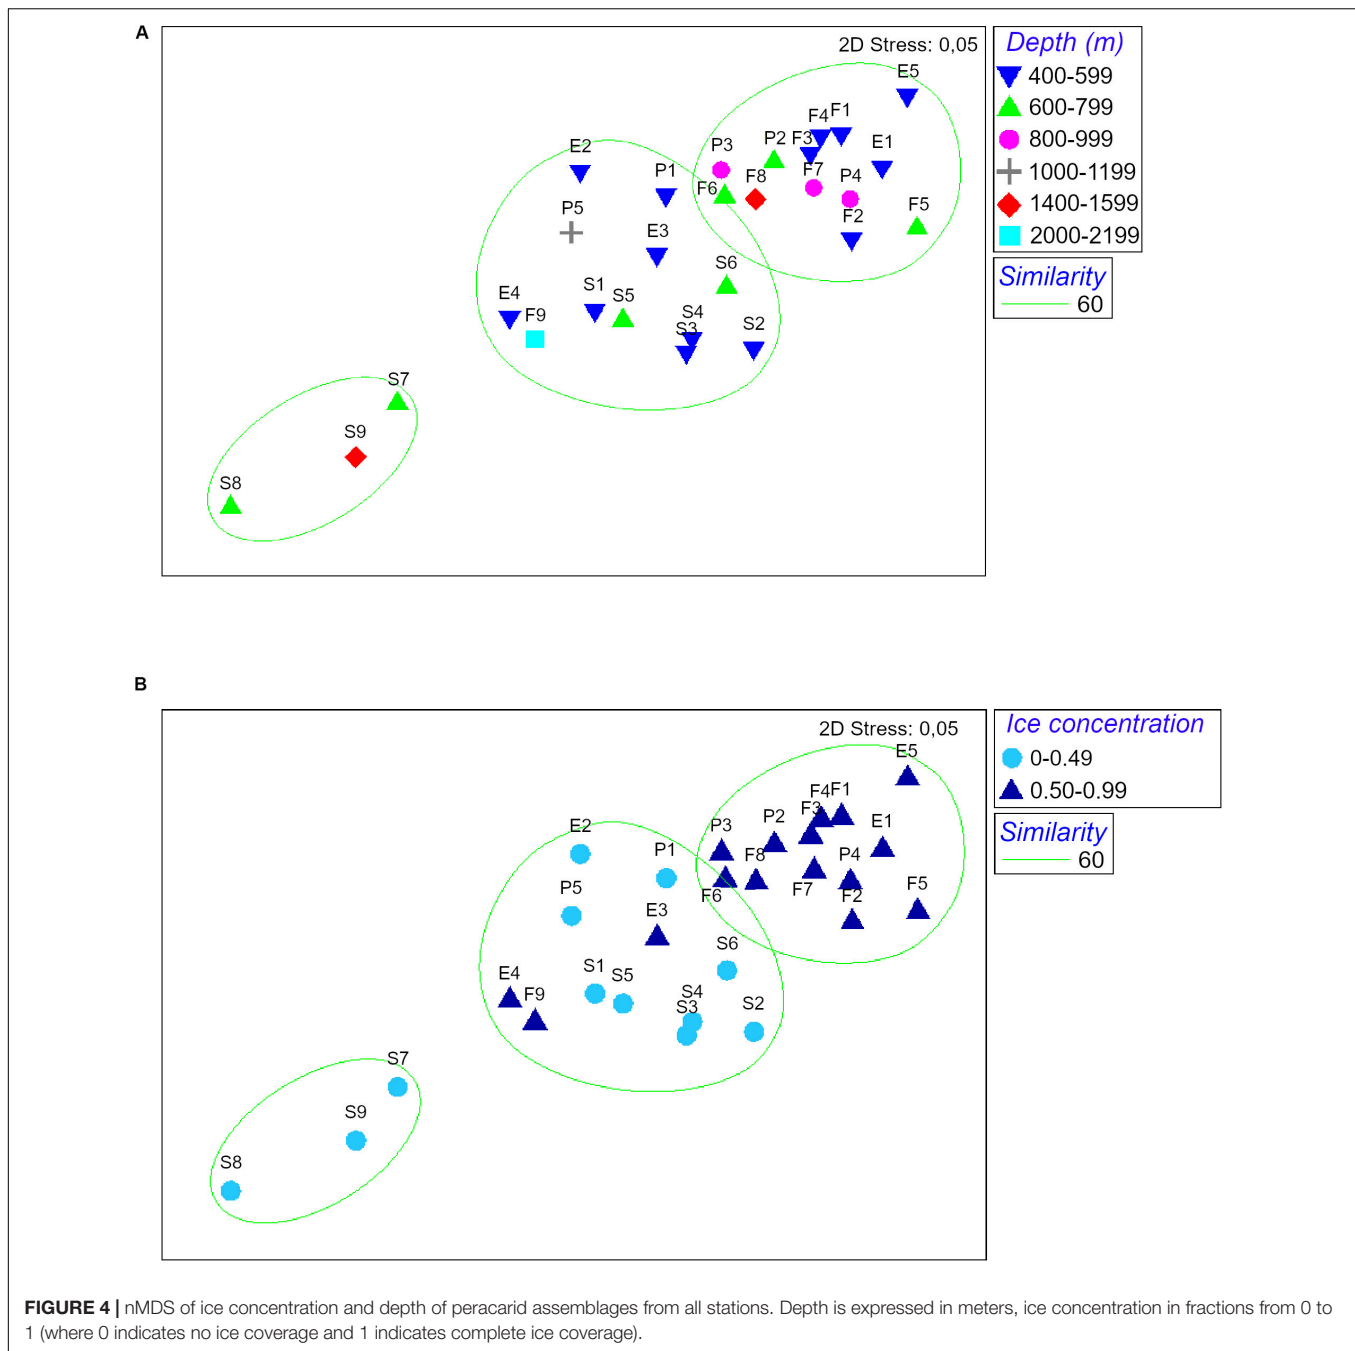 A
2D Stress: 0,05
Depth (m)
400-599
600-799
800-999
1000-1199
1400-1599
2000-2199
Similarity
60
E5
F4 F1
P3 P2 F3 E1
E2
P1 F6 F8 F7 P4
P5
E3 F2 F5
S6
E4 F9 S1 S5 S4 S3 S2
S7
S9
S8
B
2D Stress: 0,05
Ice concentration
0-0.49
0.50-0.99
Similarity
60
E5
F4 F1
P3 P2 F3 E1
E2
P1 F8 P4
P5 F6 F7 F2 F5
E3
S6
E4 F9 S1 S5 S4 S3 S2
S7
S9
S8
FIGURE 4 | nMDS of ice concentration and depth of peracarid assemblages from all stations. Depth is expressed in meters, ice concentration in fractions from 0 to
1 (where 0 indicates no ice coverage and 1 indicates complete ice coverage).